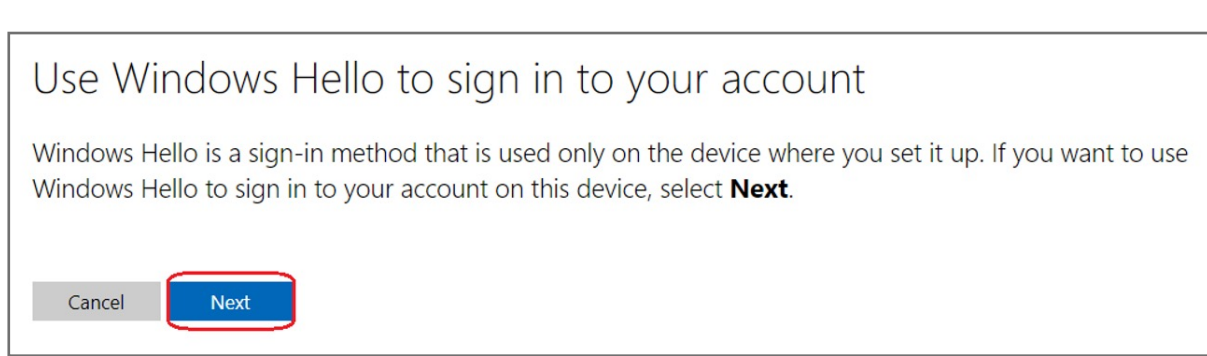 Use Windows Hello to sign in to your account
Windows Hello is a sign-in method that is used only on the device where you set it up. If you want to use
Windows Hello to sign in to your account on this device, select Next.
Cancel
Next